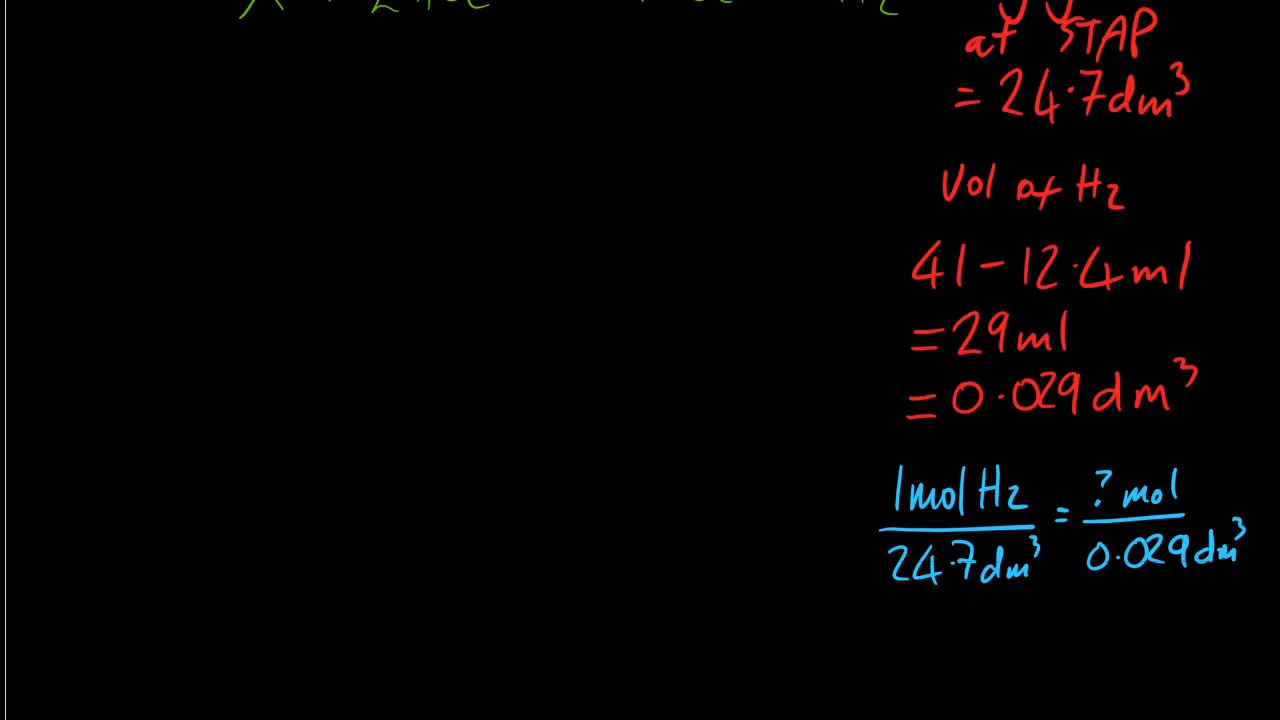 at STAP
= 24.7dm³
Vol of H₂
41 - 12.4ml
= 29ml
= 0.029dm³
1mol H₂ / 24.7dm³ = ? mol / 0.029dm³